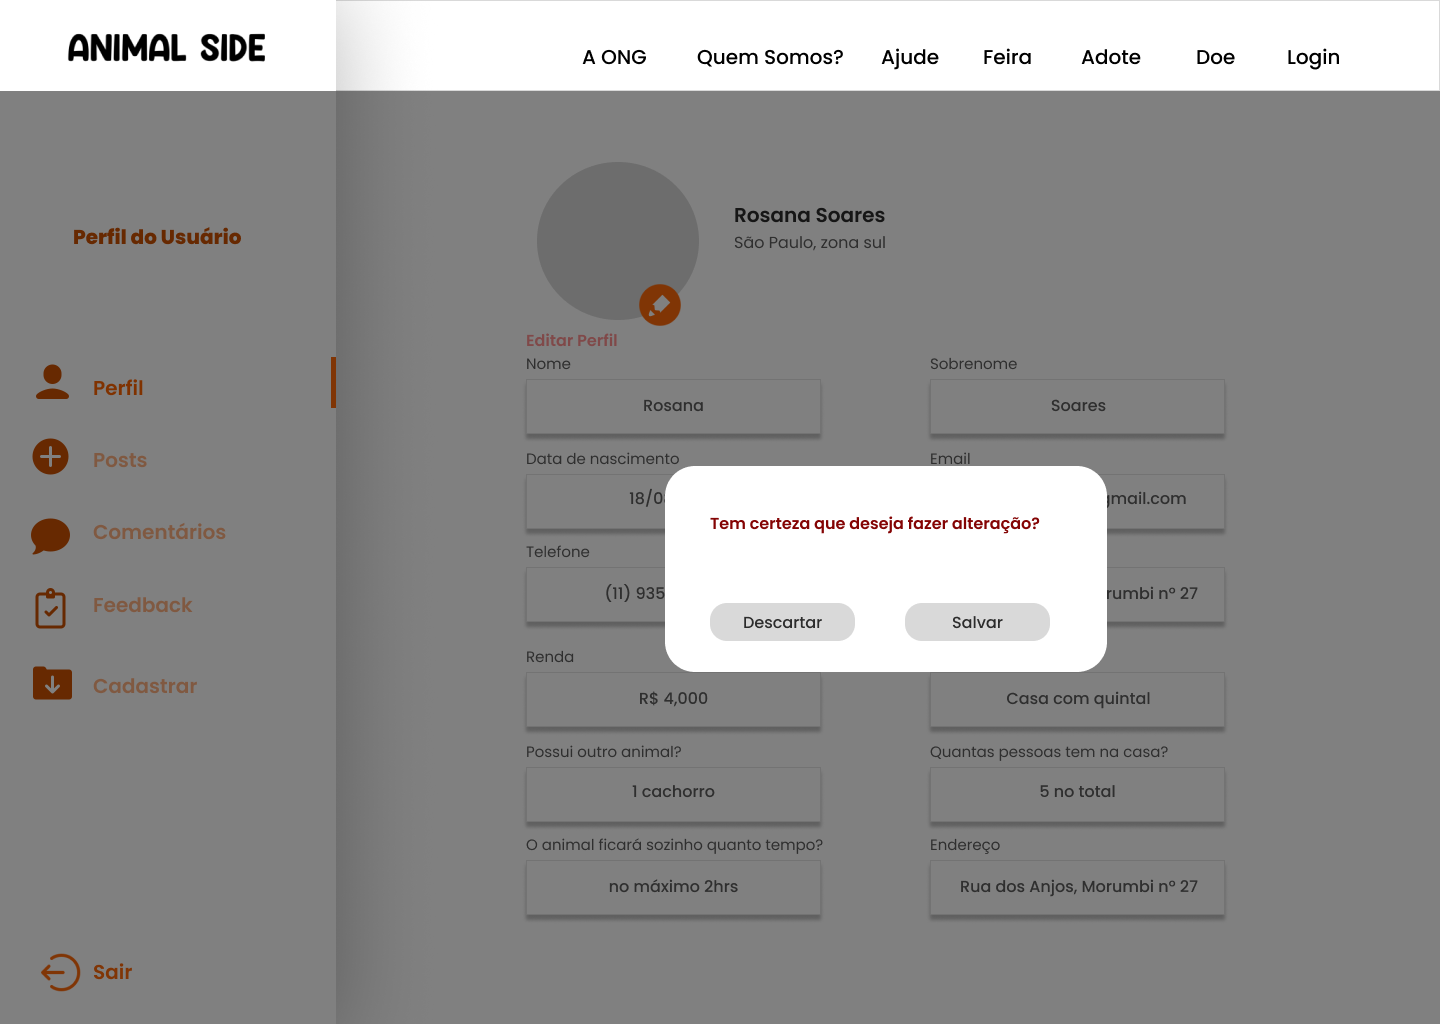 ANIMAL SIDE
A ONG Quem Somos? Ajude Feira Adote Doe Login
Perfil do Usuário
Perfil
Posts
Comentários
Feedback
Cadastrar
Sair
Rosana Soares
São Paulo, zona sul
Editar Perfil
Nome Sobrenome
Rosana Soares
Data de nascimento Email
18/0 gmail.com
Telefone
(11) 935 rumbi nº 27
Tem certeza que deseja fazer alteração?
Descartar Salvar
Renda
R$ 4,000 Casa com quintal
Possui outro animal? Quantas pessoas tem na casa?
1 cachorro 5 no total
O animal ficará sozinho quanto tempo? Endereço
no máximo 2hrs Rua dos Anjos, Morumbi nº 27